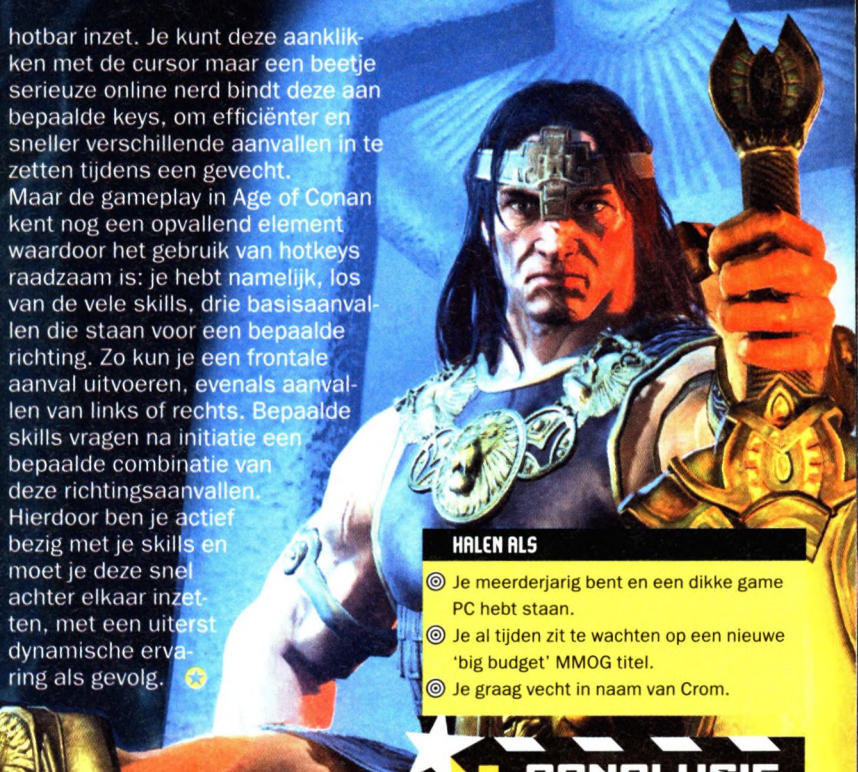 hotbar inzet. Je kunt deze aanklik-
ken met de cursor maar een beetje
serieuze online nerd bindt deze aan
bepaalde keys, om efficiënter en
sneller verschillende aanvallen in te
zetten tijdens een gevecht.
Maar de gameplay in Age of Conan
kent nog een opvallend element
waardoor het gebruik van hotkeys
raadzaam is: je hebt namelijk, los
van de vele skills, drie basisaanval-
len die staan voor een bepaalde
richting. Zo kun je een frontale
aanval uitvoeren, evenals aanval-
len van links of rechts. Bepaalde
skills vragen na initiatie een
bepaalde combinatie van
deze richtingsaanvallen.
Hierdoor ben je actief
bezig met je skills en
moet je deze snel
achter elkaar inzet-
ten, met een uiterst
dynamische erva-
ring als gevolg.
HALEN ALS
Je meerderjarig bent en een dikke game
PC hebt staan.
Je al tijden zit te wachten op een nieuwe
‘big budget’ MMOG titel.
Je graag vecht in naam van Crom.